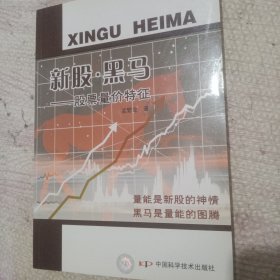 XINGU HEIMA
新股·黑马
——股票量价特征
著
量能是新股的神情
黑马是量能的图腾
中国科学技术出版社